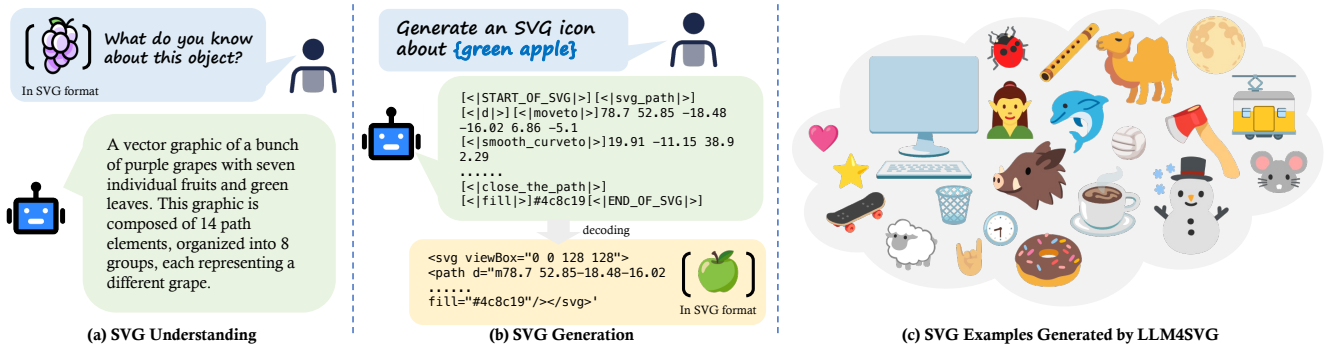 What do you know
about this object?
In SVG format
A vector graphic of a bunch
of purple grapes with seven
individual fruits and green
leaves. This graphic is
composed of 14 path
elements, organized into 8
groups, each representing a
different grape.
(a) SVG Understanding
Generate an SVG icon
about {green apple}
[<|START_OF_SVG|>][<|svg_path|>]
[<|d|>][<|moveto|>]78.7 52.85 -18.48
-16.02 6.86 -5.1
[<|smooth_curveto|>]19.91 -11.15 38.9
2.29
......
[<|close_the_path|>]
[<|fill|>]#4c8c19[<|END_OF_SVG|>]
decoding
<svg viewBox="0 0 128 128">
<path d="m78.7 52.85-18.48-16.02
......
fill="#4c8c19"/></svg>'
In SVG format
(b) SVG Generation
(c) SVG Examples Generated by LLM4SVG